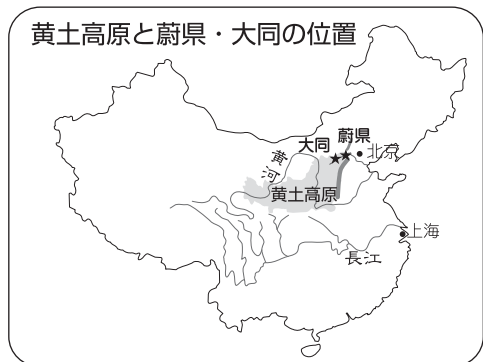 黄土高原と蔚県・大同の位置
大同
蔚県
北京
黄河
黄土高原
上海
長江